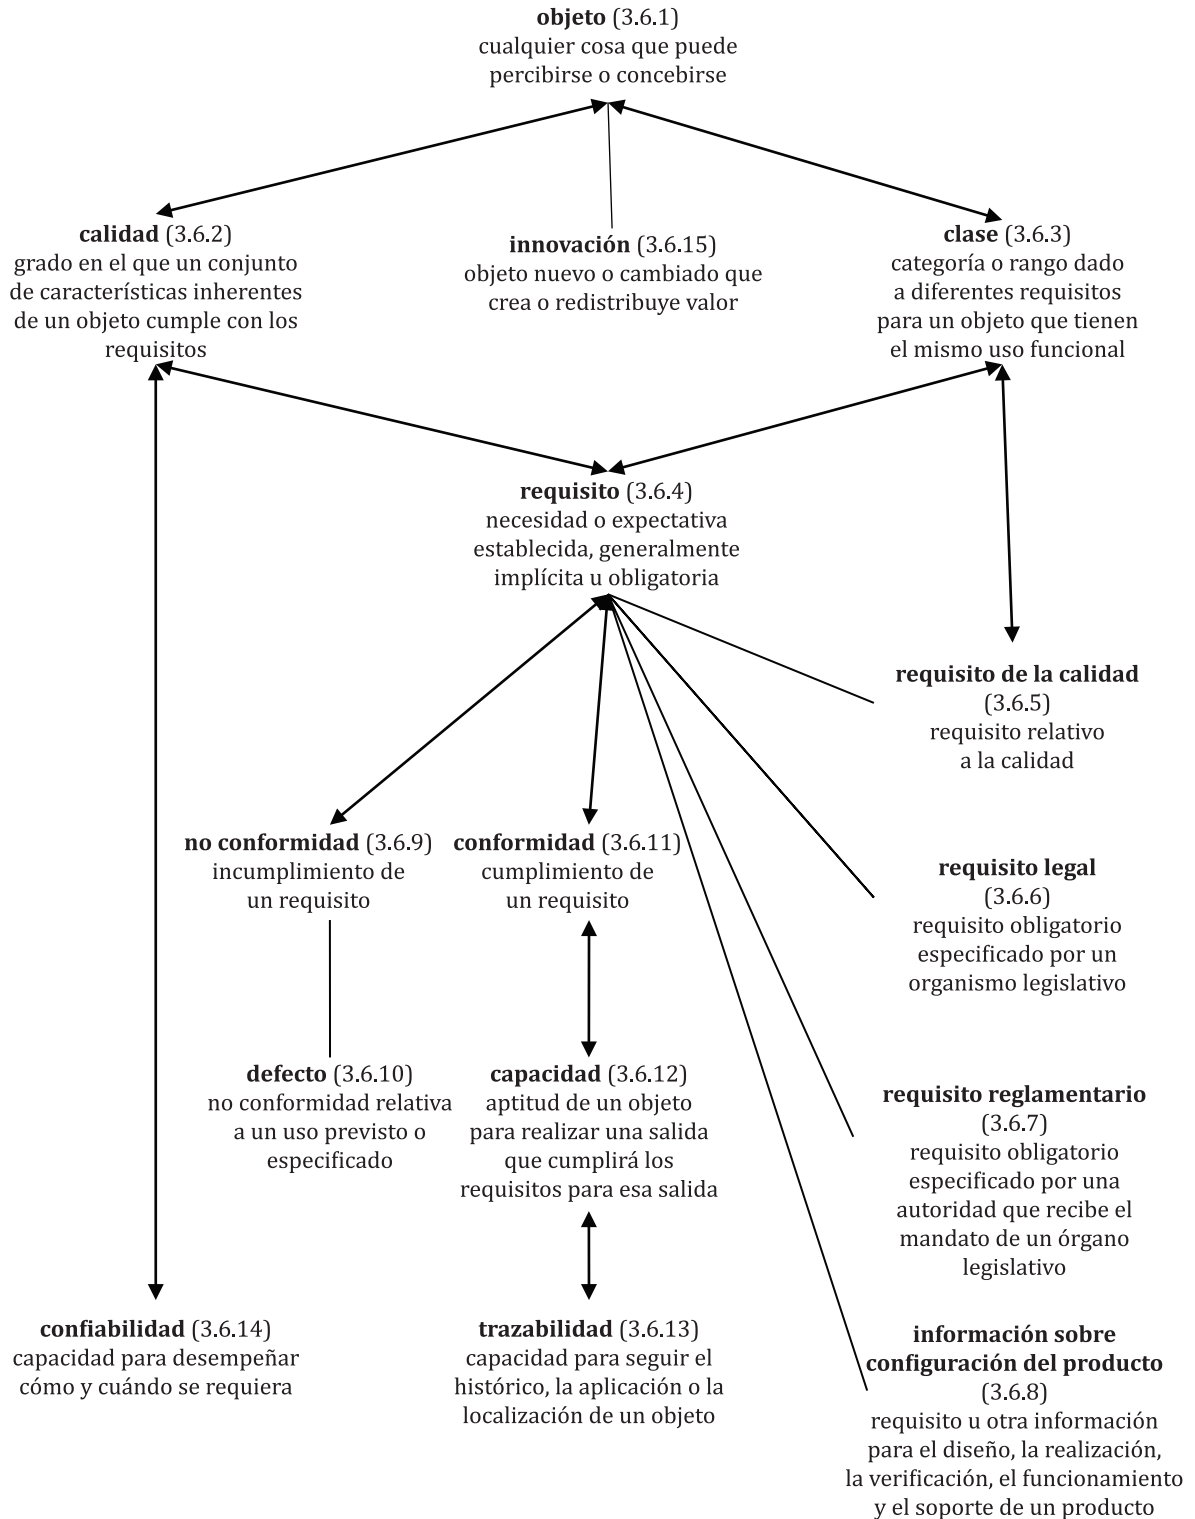 objeto (3.6.1)
cualquier cosa que puede
percibirse o concebirse
calidad (3.6.2)
grado en el que un conjunto
de características inherentes
de un objeto cumple con los
requisitos
innovación (3.6.15)
objeto nuevo o cambiado que
crea o redistribuye valor
clase (3.6.3)
categoría o rango dado
a diferentes requisitos
para un objeto que tienen
el mismo uso funcional
requisito (3.6.4)
necesidad o expectativa
establecida, generalmente
implícita u obligatoria
requisito de la calidad
(3.6.5)
requisito relativo
a la calidad
no conformidad (3.6.9)
incumplimiento de
un requisito
conformidad (3.6.11)
cumplimiento de
un requisito
requisito legal
(3.6.6)
requisito obligatorio
especificado por un
organismo legislativo
defecto (3.6.10)
no conformidad relativa
a un uso previsto o
especificado
capacidad (3.6.12)
aptitud de un objeto
para realizar una salida
que cumplirá los
requisitos para esa salida
requisito reglamentario
(3.6.7)
requisito obligatorio
especificado por una
autoridad que recibe el
mandato de un órgano
legislativo
confiabilidad (3.6.14)
capacidad para desempeñar
cómo y cuándo se requiera
trazabilidad (3.6.13)
capacidad para seguir el
histórico, la aplicación o la
localización de un objeto
información sobre
configuración del producto
(3.6.8)
requisito u otra información
para el diseño, la realización,
la verificación, el funcionamiento
y el soporte de un producto